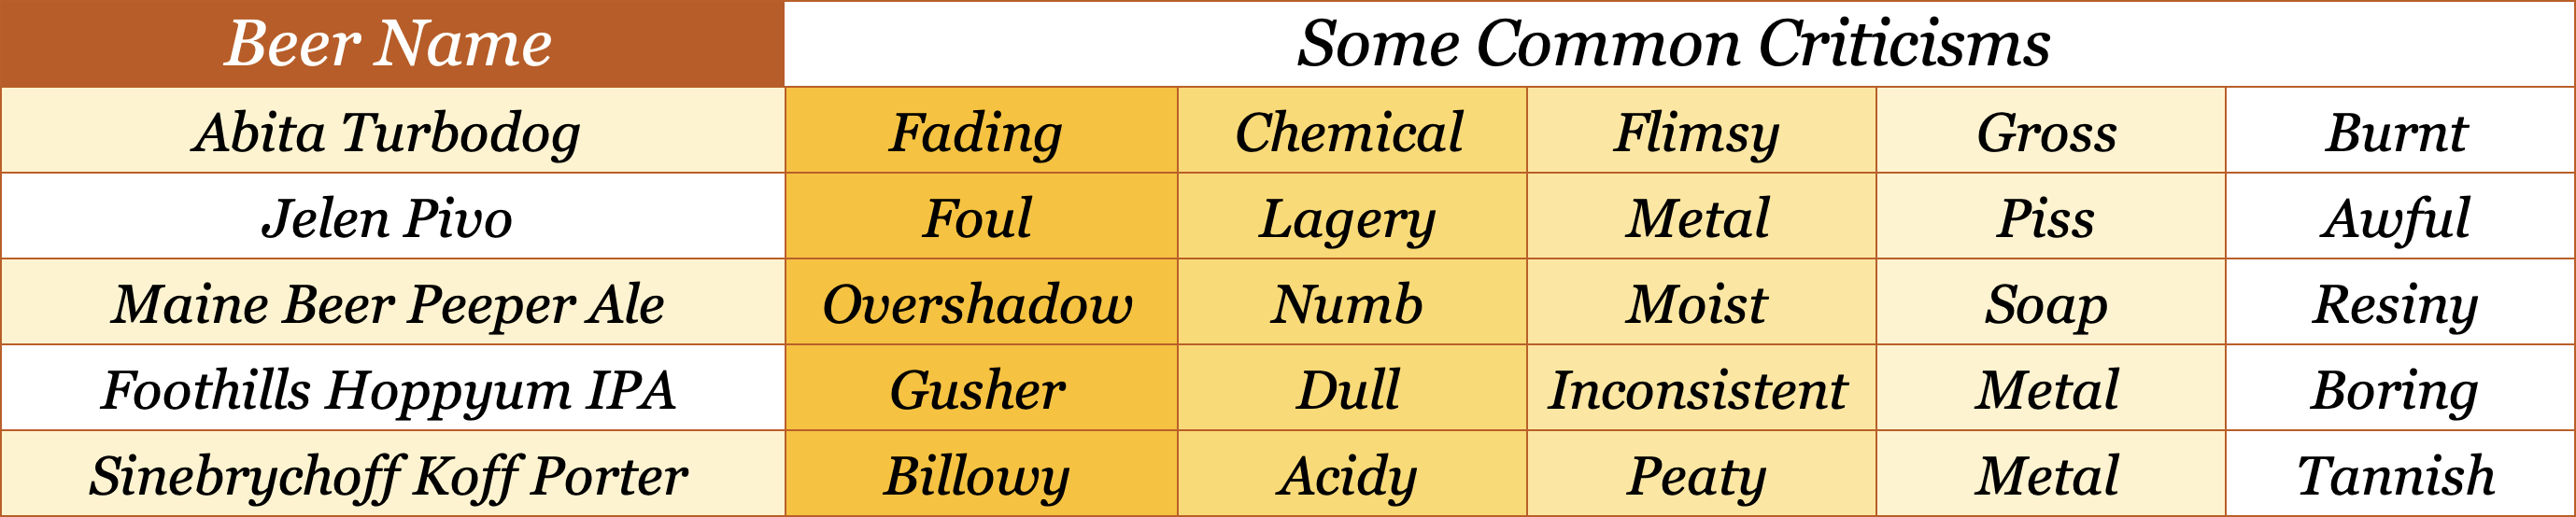 Beer Name Some Common Criticisms
Abita Turbodog Fading Chemical Flimsy Gross Burnt
Jelen Pivo Foul Lagery Metal Piss Awful
Maine Beer Peeper Ale Overshadow Numb Moist Soap Resiny
Foothills Hoppyum IPA Gusher Dull Inconsistent Metal Boring
Sinebrychoff Koff Porter Billowy Acidy Peaty Metal Tannish